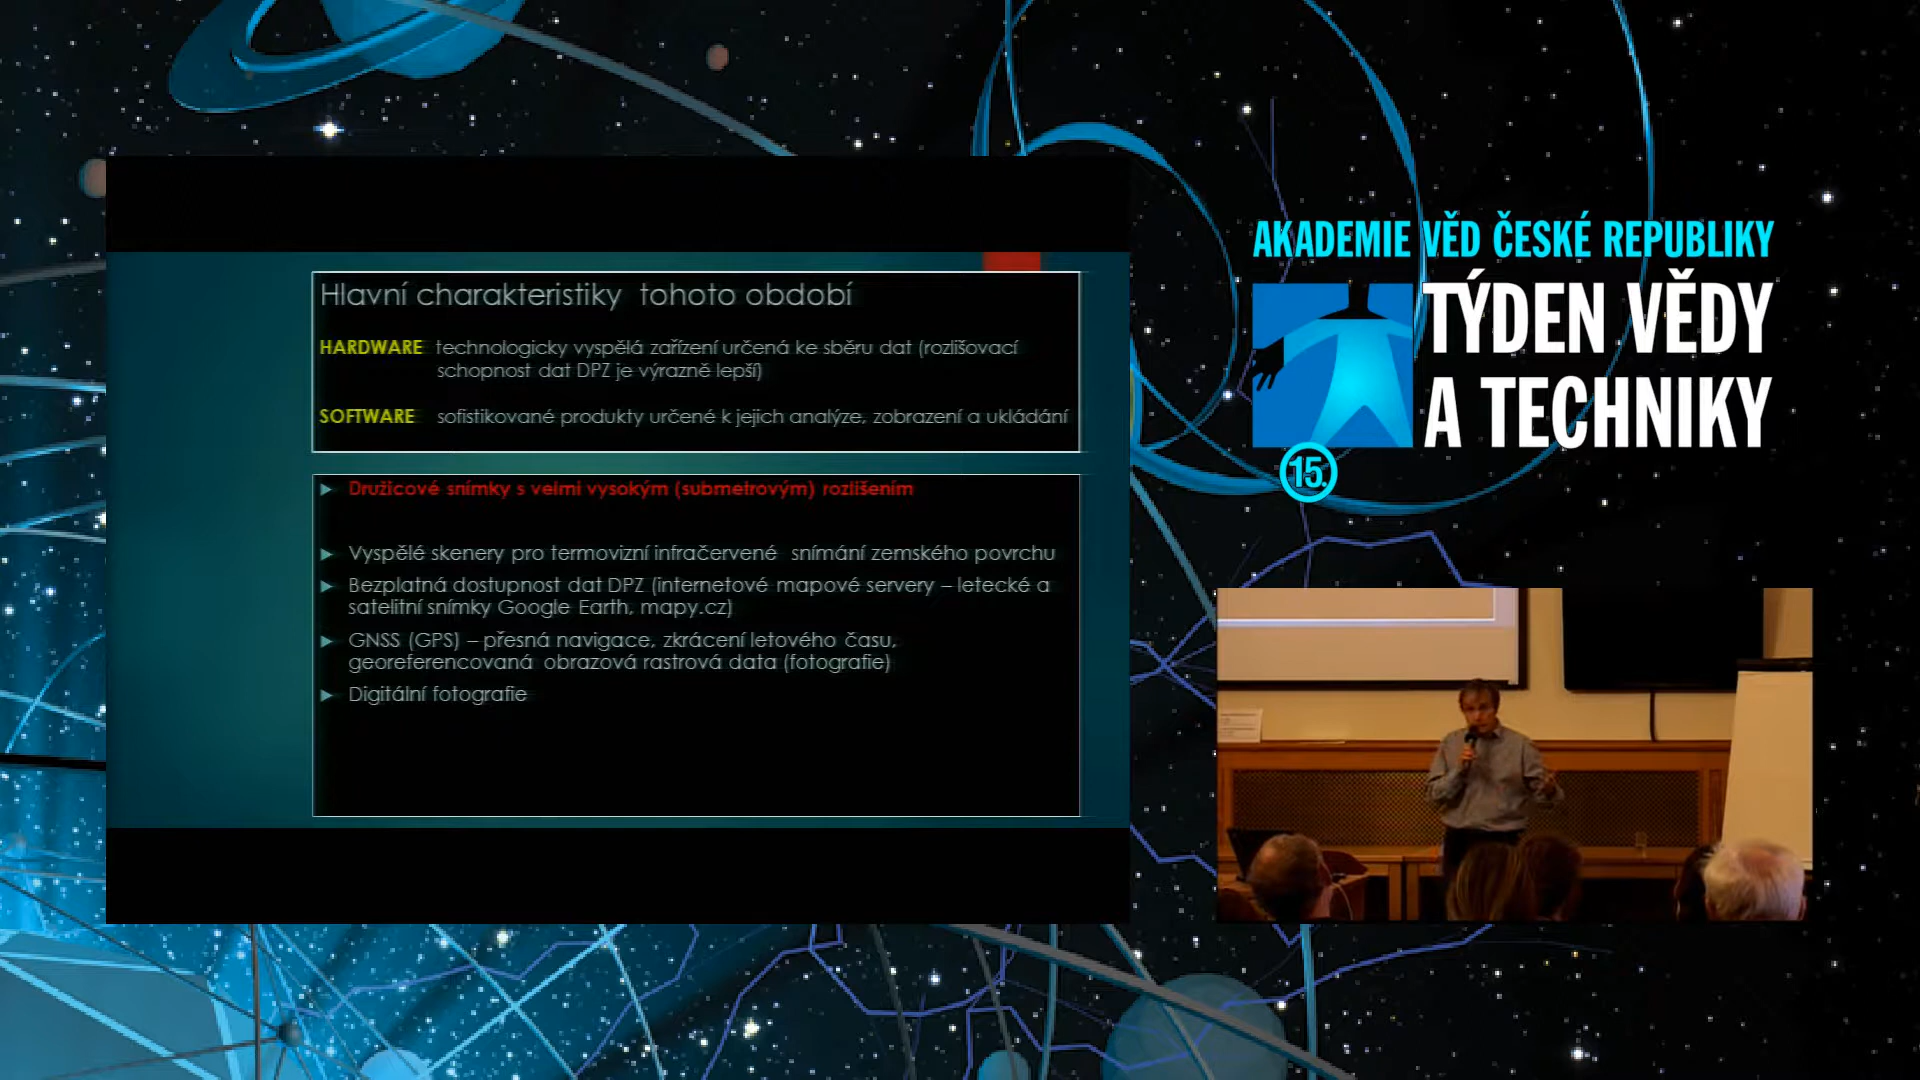 Hlavní charakteristiky tohoto období
HARDWARE technologicky vyspělá zařízení určená ke sběru dat (rozlišovací
schopnost dat DPZ je výrazně lepší)
SOFTWARE sofistikované produkty určené k jejich analýze, zobrazení a ukládání
► Družicové snímky s velmi vysokým (submetrovým) rozlišením
► Vyspělé skenery pro termovizní infračervené snímání zemského povrchu
► Bezplatná dostupnost dat DPZ (internetové mapové servery – letecké a
satelitní snímky Google Earth, mapy.cz)
► GNSS (GPS) – přesná navigace, zkrácení letového času,
georeferencovaná obrazová rastrová data (fotografie)
► Digitální fotografie
AKADEMIE VĚD ČESKÉ REPUBLIKY
TÝDEN VĚDY
A TECHNIKY
15.